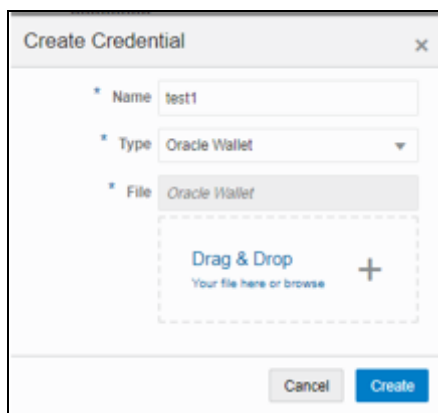 Create Credential ×
* Name test1
* Type Oracle Wallet
* File Oracle Wallet
Drag & Drop
Your file here or browse
Cancel Create